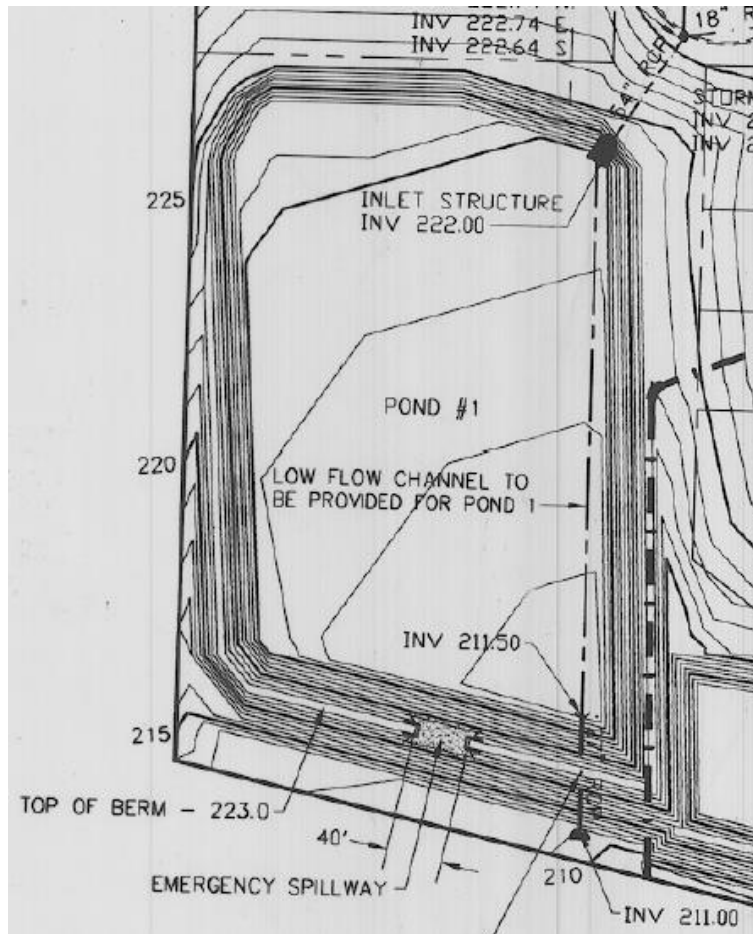 INV 222.74 E
INV 222.64 S
18"
54" RCP
STORM
INV
INV
225
INLET STRUCTURE
INV 222.00
POND #1
220
LOW FLOW CHANNEL TO
BE PROVIDED FOR POND 1
INV 211.50
215
TOP OF BERM - 223.0
40'
EMERGENCY SPILLWAY
210
INV 211.00